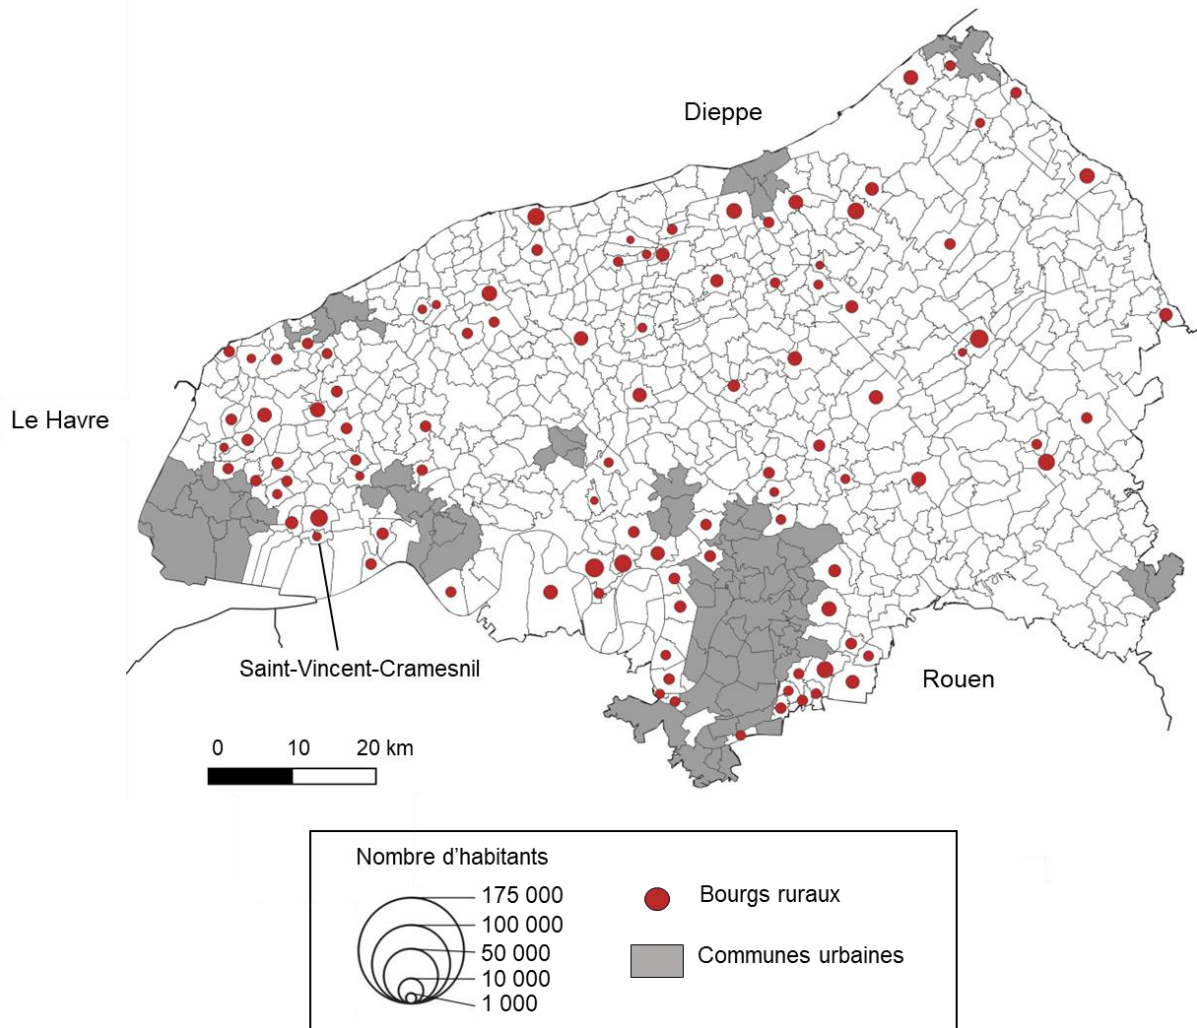 Dieppe
Le Havre
Saint-Vincent-Cramesnil
Rouen
0 10 20 km
Nombre d'habitants
175 000
100 000
50 000
10 000
1 000
Bourgs ruraux
Communes urbaines